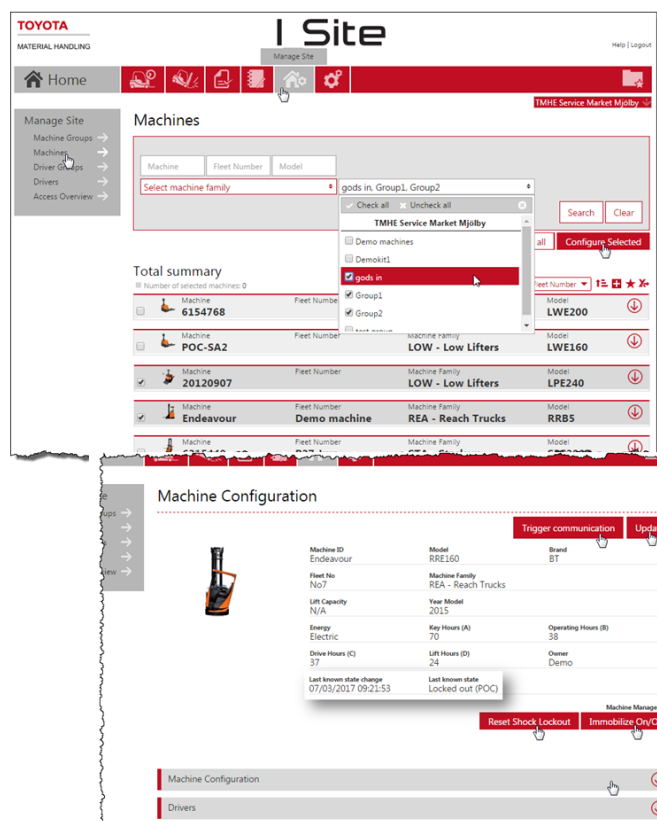 TOYOTA
MATERIAL HANDLING
I Site
Manage Site
Help | Logout
Home
TMHE Service Market Mjölby
Manage Site
Machine Groups
Machines
Driver Groups
Drivers
Access Overview
Machines
Machine
Fleet Number
Model
Select machine family
gods in, Group1, Group2
Check all
Uncheck all
TMHE Service Market Mjölby
Demo machines
Demokit1
gods in
Group1
Group2
test group
Search
Clear
all
Configure Selected
Total summary
Number of selected machines: 0
Fleet Number
Machine Fleet Number Model
6154768 LWE200
Machine Fleet Number Machine Family Model
POC-SA2 LOW - Low Lifters LWE160
Machine Fleet Number Machine Family Model
20120907 LOW - Low Lifters LPE240
Machine Fleet Number Machine Family Model
Endeavour Demo machine REA - Reach Trucks RRB5
Machine Fleet Number Machine Family Model
Machine Configuration
Trigger communication
Upda
Machine ID Model Brand
Endeavour RRE160 BT
Fleet No Machine Family
No7 REA - Reach Trucks
Lift Capacity Year Model
N/A 2015
Energy Key Hours (A) Operating Hours (B)
Electric 70 38
Drive Hours (C) Lift Hours (D) Owner
37 24 Demo
Last known state change Last known state
07/03/2017 09:21:53 Locked out (POC)
Machine Manage
Reset Shock Lockout
Immobilize On/O
Machine Configuration
Drivers